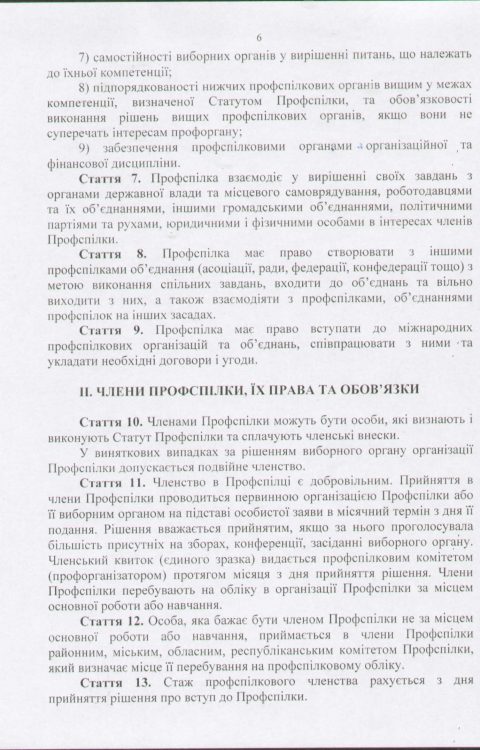 6
7) самостійності виборних органів у вирішенні питань, що належать
до їхньої компетенції;
8) підпорядкованості нижчих профспілкових органів вищим у межах
компетенції, визначеної Статутом Профспілки, та обов’язковості
виконання рішень вищих профспілкових органів, якщо вони не
суперечать інтересам профоргану;
9) забезпечення профспілковими органами організаційної та
фінансової дисципліни.
Стаття 7. Профспілка взаємодіє у вирішенні своїх завдань з
органами державної влади та місцевого самоврядування, роботодавцями
та їх об’єднаннями, іншими громадськими об’єднаннями, політичними
партіями та рухами, юридичними і фізичними особами в інтересах членів
Профспілки.
Стаття 8. Профспілка має право створювати з іншими
профспілками об’єднання (асоціації, ради, федерації, конфедерації тощо) з
метою виконання спільних завдань, входити до об’єднань та вільно
виходити з них, а також взаємодіяти з профспілками, об’єднаннями
профспілок на інших засадах.
Стаття 9. Профспілка має право вступати до міжнародних
профспілкових організацій та об’єднань, співпрацювати з ними та
укладати необхідні договори і угоди.
ІІ. ЧЛЕНИ ПРОФСПІЛКИ, ЇХ ПРАВА ТА ОБОВ’ЯЗКИ
Стаття 10. Членами Профспілки можуть бути особи, які визнають і
виконують Статут Профспілки та сплачують членські внески.
У виняткових випадках за рішенням виборного органу організації
Профспілки допускається подвійне членство.
Стаття 11. Членство в Профспілці є добровільним. Прийняття в
члени Профспілки проводиться первинною організацією Профспілки або
її виборним органом на підставі особистої заяви в місячний термін з дня її
подання. Рішення вважається прийнятим, якщо за нього проголосувала
більшість присутніх на зборах, конференції, засіданні виборного органу.
Членський квиток (єдиного зразка) видається профспілковим комітетом
(профорганізатором) протягом місяця з дня прийняття рішення. Члени
Профспілки перебувають на обліку в організації Профспілки за місцем
основної роботи або навчання.
Стаття 12. Особа, яка бажає бути членом Профспілки не за місцем
основної роботи або навчання, приймається в члени Профспілки
районним, міським, обласним, республіканським комітетом Профспілки,
який визначає місце її перебування на профспілковому обліку.
Стаття 13. Стаж профспілкового членства рахується з дня
прийняття рішення про вступ до Профспілки.